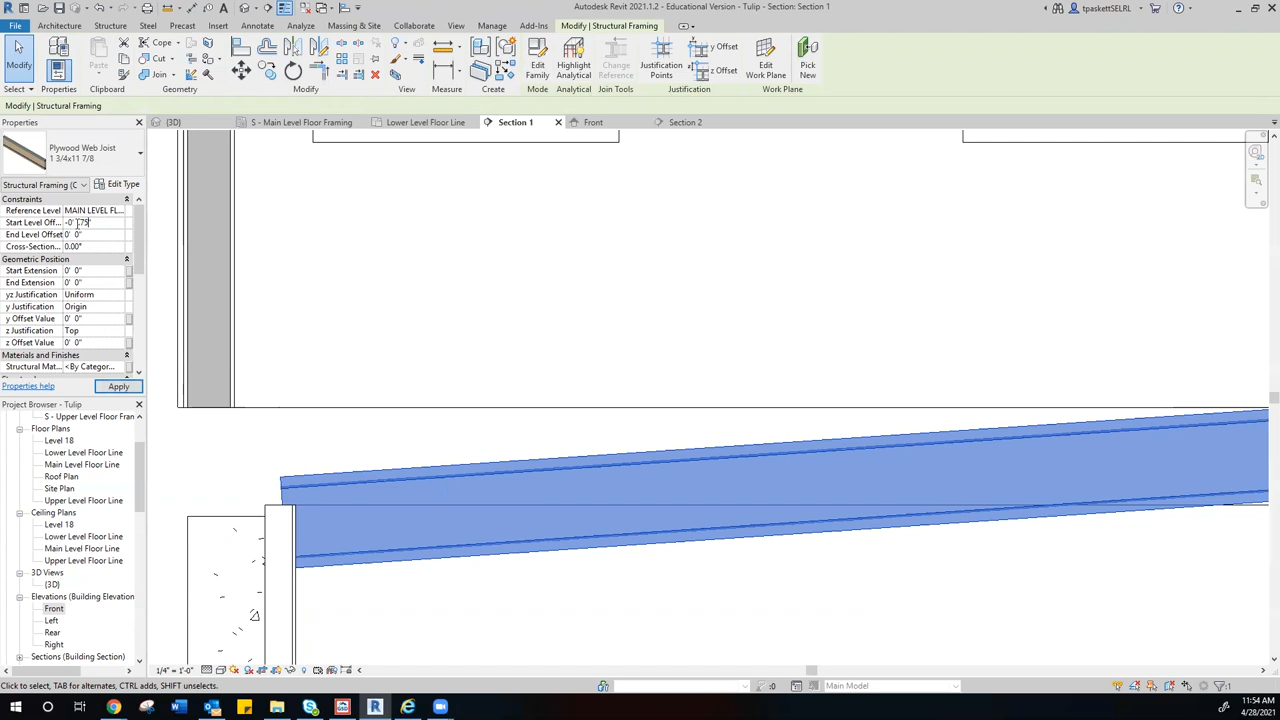 Autodesk Revit 2021.1.2 - Educational Version - Tulip - Section: Section 1
tpaskettSELRL
File Architecture Structure Steel Precast Systems Insert Annotate Analyze Massing & Site Collaborate View Manage Add-Ins Modify | Structural Framing
Modify Paste Cope Cut Join Edit Family Highlight Analytical Change Reference Justification Points y Offset z Offset Edit Work Plane Pick New
Select Properties Clipboard Geometry Modify View Measure Create Mode Analytical Join Tools Justification Work Plane
Modify | Structural Framing
Properties
{3D} S - Main Level Floor Framing Lower Level Floor Line Section 1 Front Section 2
Plywood Web Joist
1 3/4x11 7/8
Structural Framing (C Edit Type
Constraints
Reference Level MAIN LEVEL FL...
Start Level Off... -0' .75"
End Level Offset 0' 0"
Cross-Section... 0.00°
Geometric Position
Start Extension 0' 0"
End Extension 0' 0"
yz Justification Uniform
y Justification Origin
y Offset Value 0' 0"
z Justification Top
z Offset Value 0' 0"
Materials and Finishes
Structural Mat... <By Categor...
Properties help Apply
Project Browser - Tulip
S - Upper Level Floor Fran
Floor Plans
Level 18
Lower Level Floor Line
Main Level Floor Line
Roof Plan
Site Plan
Upper Level Floor Line
Ceiling Plans
Level 18
Lower Level Floor Line
Main Level Floor Line
Upper Level Floor Line
3D Views
{3D}
Elevations (Building Elevation
Front
Left
Rear
Right
Sections (Building Section)
1/4" = 1'-0"
Click to select, TAB for alternates, CTRL adds, SHIFT unselects. :0 Main Model :1
11:54 AM
4/28/2021